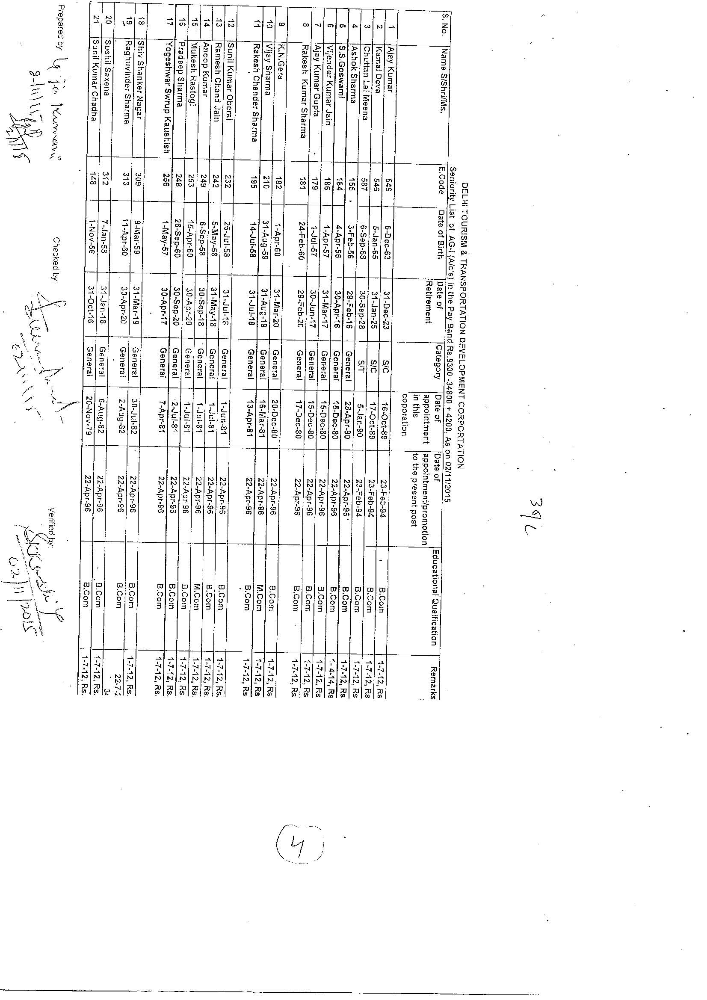 39C
DELHI TOURISM & TRANSPORTATION DEVELOPMENT CORPORTATION
Seniority List of AG-I (A/c's) in the Pay Band Rs.9300 -34800 + 4200, As on 02/11/2015
S. No. Name S/Shri/Ms. E.Code Date of Birth Date of Retirement Category Date of appointment in this coporation Date of appointment/promotion to the present post Educational Qualfication Remarks
1 Ajay Kumar 549 6-Dec-63 31-Dec-23 S/C 16-Oct-89 23-Feb-94 B.Com 1-7-12, Rs
2 Kamal Deva 546 5-Jan-65 31-Jan-25 S/C 17-Oct-89 23-Feb-94 B.Com 1-7-12, Rs
3 Chuttan Lal Meena 587 6-Sep-68 30-Sep-28 S/T 5-Jan-90 23-Feb-94 B.Com 1-7-12, Rs
4 Ashok Sharma 155 3-Feb-56 29-Feb-16 General 28-Apr-80 22-Apr-96 B.Com 1-7-12, Rs
5 S.S.Goswami 184 4-Apr-56 30-Apr-16 General 15-Dec-80 22-Apr-96 B.Com 1- 4-14, Rs
6 Vijender Kumar Jain 186 1-Apr-57 31-Mar-17 General 15-Dec-80 22-Apr-96 B.Com 1-7-12, Rs
7 Ajay Kumar Gupta 179 1-Jul-57 30-Jun-17 General 15-Dec-80 22-Apr-96 B.Com 1-7-12, Rs
8 Rakesh Kumar Sharma 181 24-Feb-60 29-Feb-20 General 17-Dec-80 22-Apr-96 B.Com 1-7-12, Rs
9 K.N.Gera 182 1-Apr-60 31-Mar-20 General 20-Dec-80 22-Apr-96 B.Com 1-7-12, Rs
10 Vijay Sharma 210 31-Aug-59 31-Aug-19 General 16-Mar-81 22-Apr-96 M.Com 1-7-12, Rs
11 Rakesh Chander Sharma 195 14-Jul-58 31-Jul-18 General 13-Apr-81 22-Apr-96 B.Com 1-7-12, Rs
12 Sunil Kumar Oberai 232 26-Jul-58 31-Jul-18 General 1-Jun-81 22-Apr-96 B.Com 1-7-12, Rs.
13 Ramesh Chand Jain 242 5-May-58 31-May-18 General 1-Jul-81 22-Apr-96 B.Com 1-7-12, Rs.
14 Anoop Kumar 249 6-Sep-58 30-Sep-18 General 1-Jul-81 22-Apr-96 M.Com 1-7-12, Rs.
15 Mukesh Rastogi 253 15-Apr-60 30-Apr-20 General 1-Jul-81 22-Apr-96 B.Com 1-7-12, Rs.
16 Pradeep Sharma 248 26-Sep-60 30-Sep-20 General 2-Jul-81 22-Apr-96 B.Com 1-7-12, Rs.
17 Yogeshwar Swrup Kaushish 256 1-May-57 30-Apr-17 General 7-Apr-81 22-Apr-96 B.Com 1-7-12, Rs.
18 Shiv Shanker Nagar 309 9-Mar-59 31-Mar-19 General 30-Jul-82 22-Apr-96 B.Com 1-7-12, Rs.
19 Raghuvinder Sharma 313 11-Apr-60 30-Apr-20 General 2-Aug-82 22-Apr-96 B.Com 22-7-
20 Sushil Saxena 312 7-Jan-58 31-Jan-18 General 6-Aug-82 22-Apr-96 B.Com 1-7-12, Rs.
21 Sunil Kumar Chadha 148 1-Nov-56 31-Oct-16 General 20-Nov-79 22-Apr-96 B.Com 1-7-12, Rs.
Prepared by: Checked by: Verified by:
2/11/15 02/11/15 02/11/2015
2/11/15
4